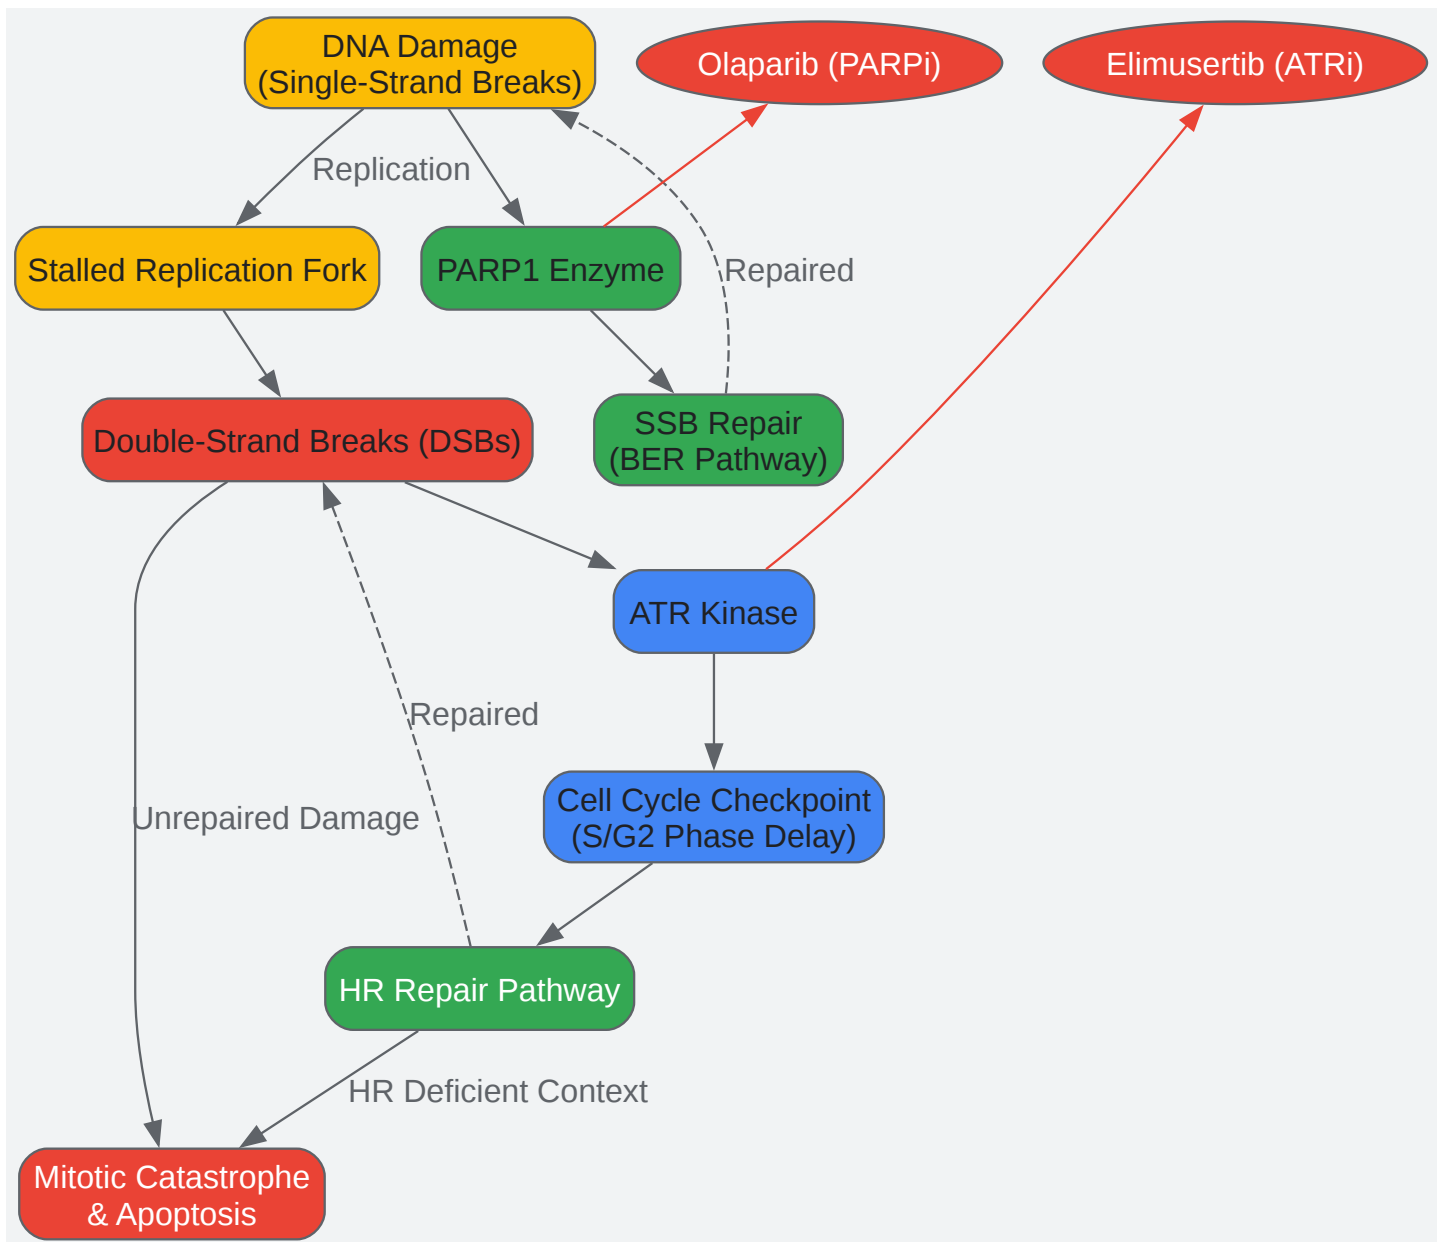 DNA Damage
(Single-Strand Breaks)
Olaparib (PARPi)
Elimusertib (ATRi)
Replication
Stalled Replication Fork
PARP1 Enzyme
Repaired
Double-Strand Breaks (DSBs)
SSB Repair
(BER Pathway)
ATR Kinase
Repaired
Cell Cycle Checkpoint
(S/G2 Phase Delay)
Unrepaired Damage
HR Repair Pathway
HR Deficient Context
Mitotic Catastrophe
& Apoptosis